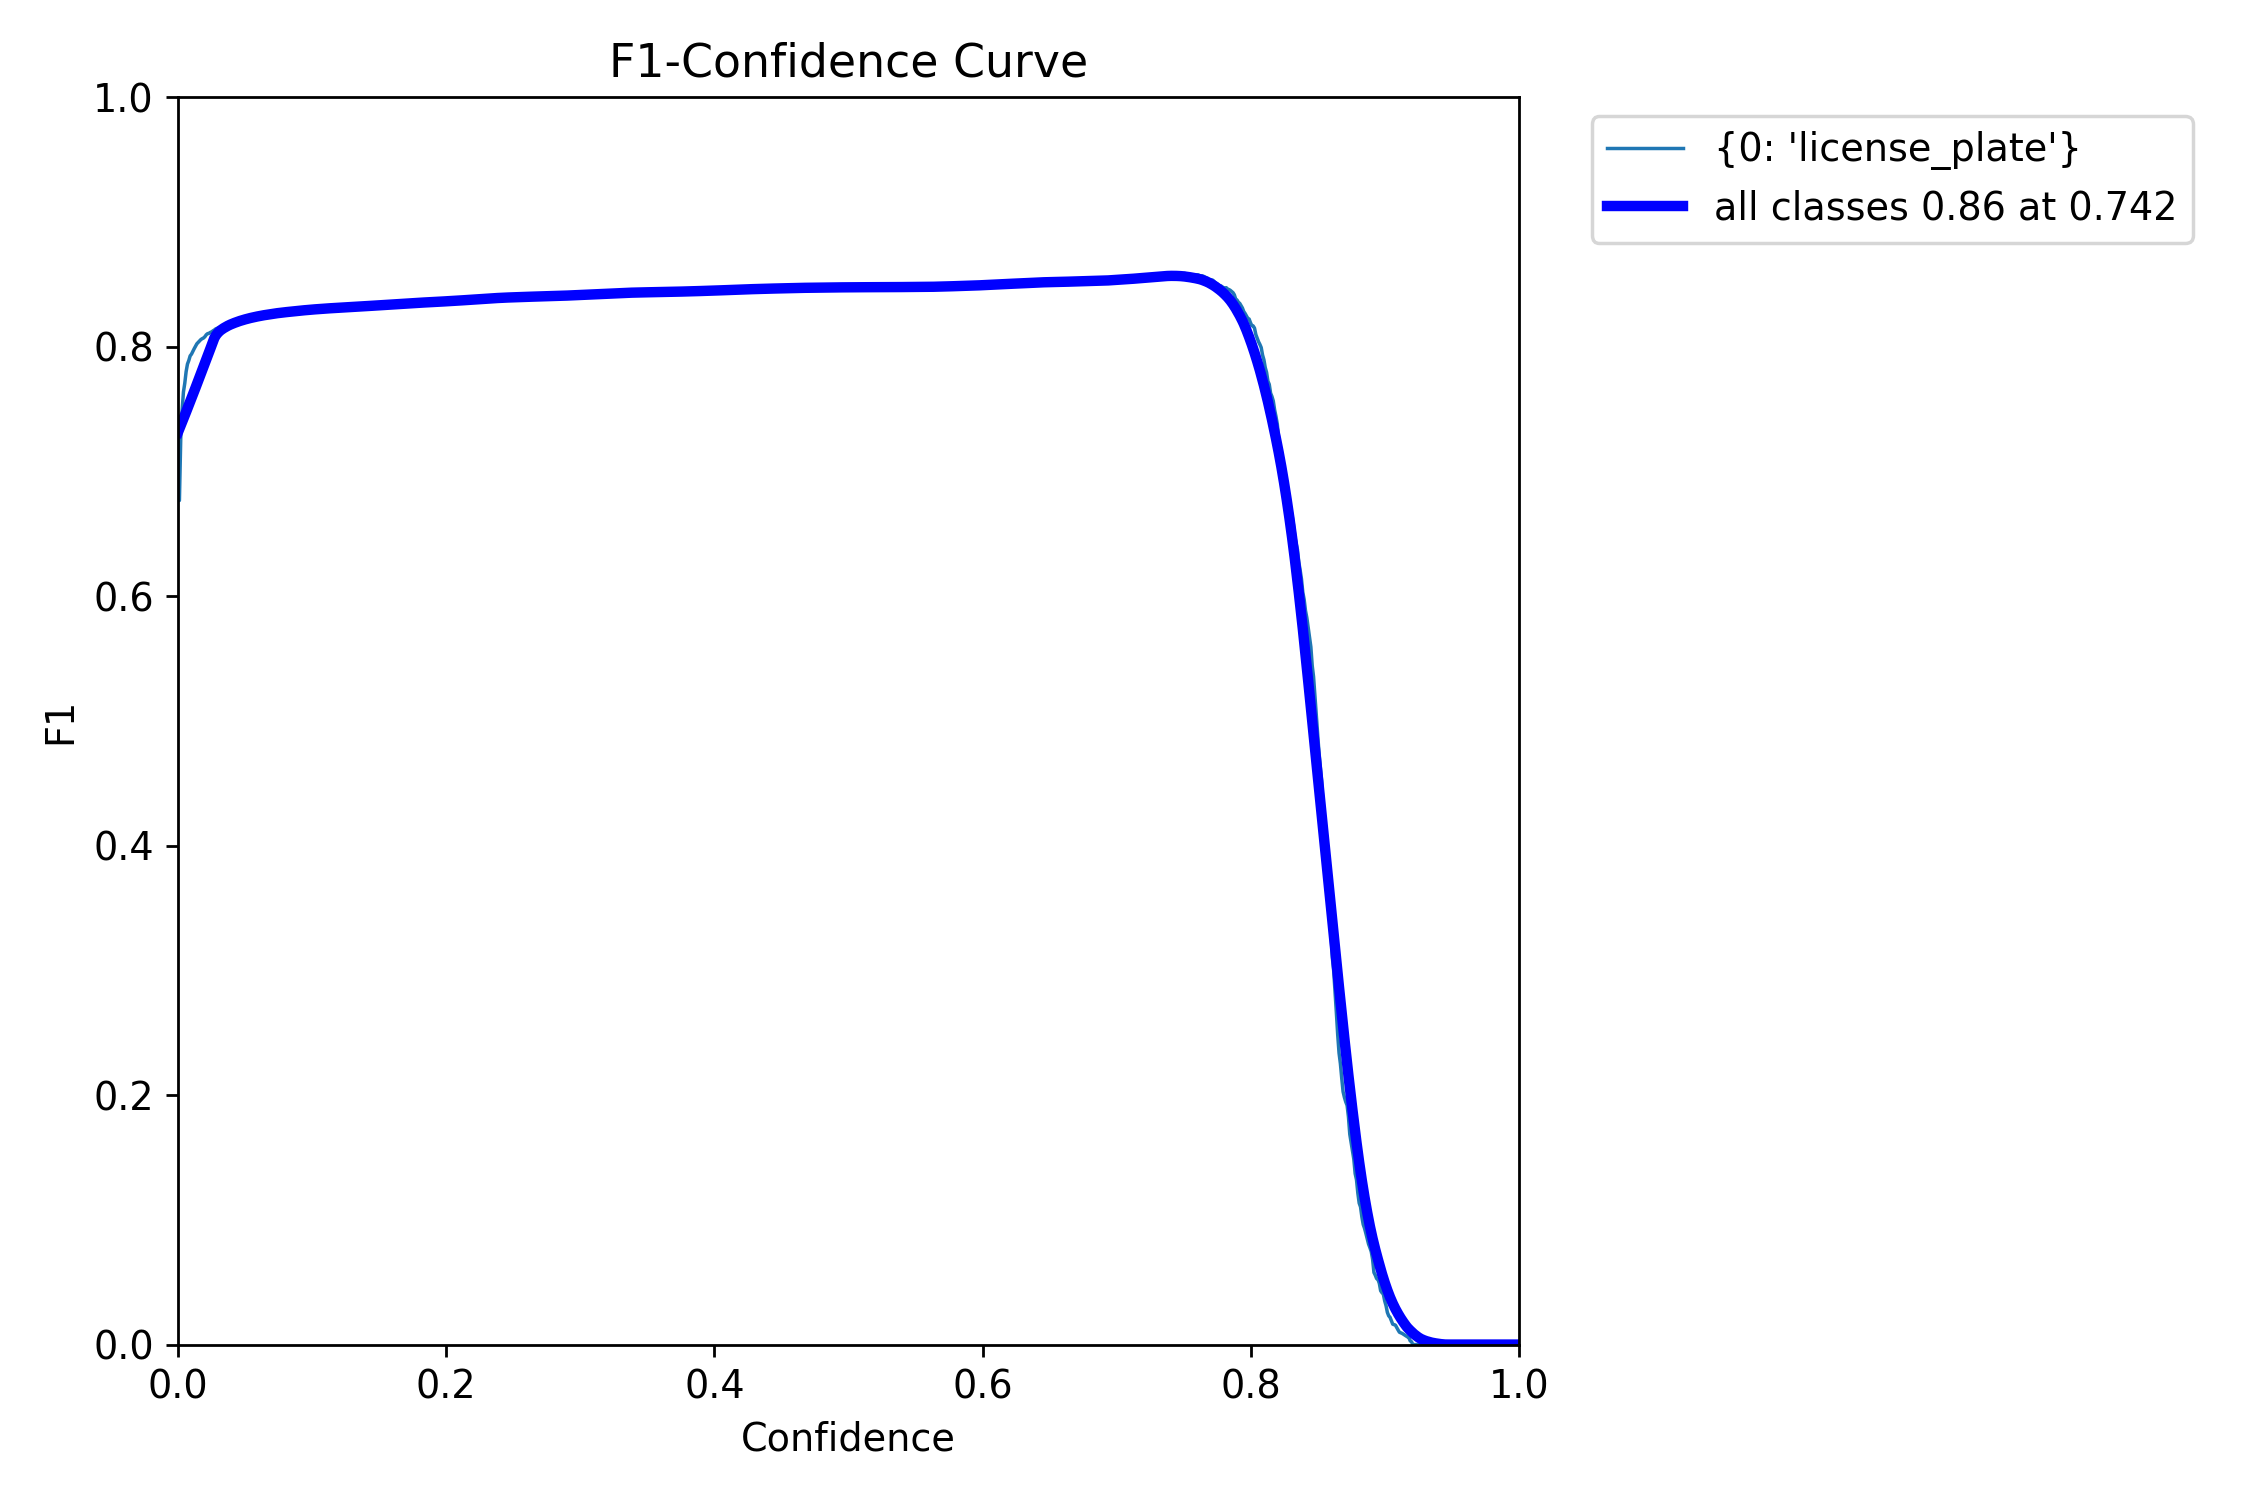 F1-Confidence Curve
{0: 'license_plate'}
all classes 0.86 at 0.742
F1
1.0
0.8
0.6
0.4
0.2
0.0
0.0 0.2 0.4 0.6 0.8 1.0
Confidence